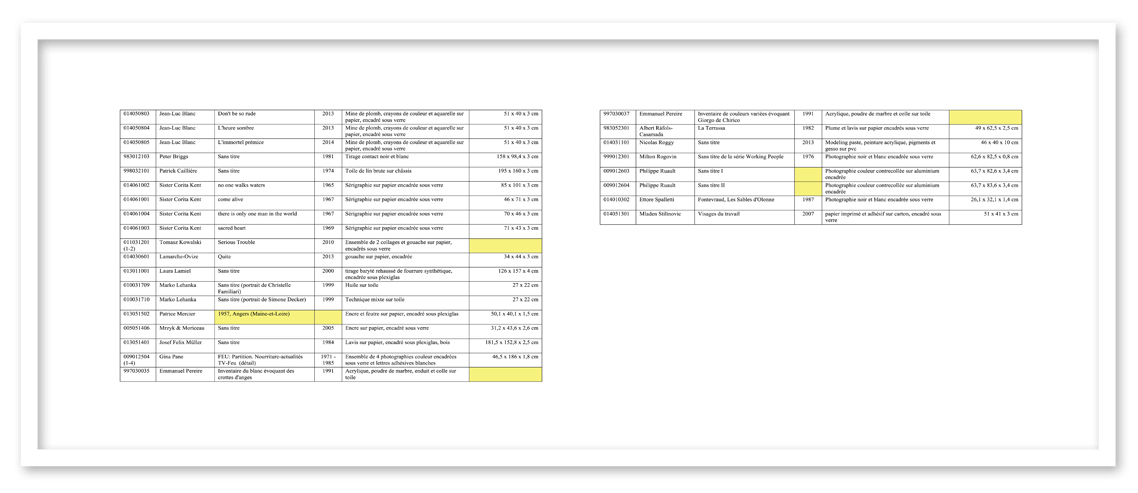 014050803 Jean-Luc Blanc Don't be so rude 2013 Mine de plomb, crayons de couleur et aquarelle sur 51 x 40 x 3 cm
papier, encadré sous verre
014050804 Jean-Luc Blanc L'heure sombre 2013 Mine de plomb, crayons de couleur et aquarelle sur 51 x 40 x 3 cm
papier, encadré sous verre
014050805 Jean-Luc Blanc L'immortel prémice 2014 Mine de plomb, crayons de couleur et aquarelle sur 51 x 40 x 3 cm
papier, encadré sous verre
983012103 Peter Briggs Sans titre 1981 Tirage contact noir et blanc 158 x 98,4 x 3 cm
998032101 Patrick Caillière Sans titre 1974 Toile de lin brute sur châssis 195 x 160 x 3 cm
014061002 Sister Corita Kent no one walks waters 1965 Sérigraphie sur papier encadrée sous verre 85 x 101 x 3 cm
014061001 Sister Corita Kent come alive 1967 Sérigraphie sur papier encadrée sous verre 46 x 71 x 3 cm
014061004 Sister Corita Kent there is only one man in the world 1967 Sérigraphie sur papier encadrée sous verre 70 x 46 x 3 cm
014061003 Sister Corita Kent sacred heart 1969 Sérigraphie sur papier encadrée sous verre 71 x 43 x 3 cm
011031201 Tomasz Kowalski Serious Trouble 2010 Ensemble de 2 collages et gouache sur papier,
(1-2) encadrés sous verre
014030601 Lamarche-Ovize Quite 2013 gouache sur papier, encadrée 34 x 44 x 3 cm
013011001 Laura Lamiel Sans titre 2000 tirage baryté rehaussé de fourrure synthétique, 126 x 157 x 4 cm
encadrée sous plexiglas
010031709 Marko Lehanka Sans titre (portrait de Christelle 1999 Huile sur toile 27 x 22 cm
Familiari)
010031710 Marko Lehanka Sans titre (portrait de Simone Decker) 1999 Technique mixte sur toile 27 x 22 cm
013051502 Patrice Mercier 1957, Angers (Maine-et-Loire) Encre et feutre sur papier, encadré sous plexiglas 50,1 x 40,1 x 1,5 cm
005051406 Mrzyk & Moriceau Sans titre 2005 Encre sur papier, encadré sous verre 31,2 x 43,6 x 2,6 cm
013051401 Josef Felix Müller Sans titre 1984 Lavis sur papier, encadré sous plexiglas, bois 181,5 x 152,8 x 2,5 cm
009012504 Gina Pane FEU: Partition. Nourriture-actualités 1971 - Ensemble de 4 photographies couleur encadrées 46,5 x 186 x 1,8 cm
(1-4) TV-Feu. (détail) 1985 sous verre et lettres adhésives blanches
997030035 Emmanuel Pereire Inventaire du blanc évoquant des 1991 Acrylique, poudre de marbre, enduit et colle sur
crottes d'anges toile
997030037 Emmanuel Pereire Inventaire de couleurs variées évoquant 1991 Acrylique, poudre de marbre et colle sur toile
Giorgo de Chirico
983052301 Albert Ràfols- La Terrassa 1982 Plume et lavis sur papier encadrés sous verre 49 x 62,5 x 2,5 cm
Casamada
014031101 Nicolas Roggy Sans titre 2013 Modeling paste, peinture acrylique, pigments et 46 x 40 x 10 cm
gesso sur pvc
999012301 Milton Rogovin Sans titre de la série Working People 1976 Photographie noir et blanc encadrée sous verre 62,6 x 82,5 x 0,8 cm
009012603 Philippe Ruault Sans titre I Photographie couleur contrecollée sur aluminium 63,7 x 82,6 x 3,4 cm
encadrée
009012604 Philippe Ruault Sans titre II Photographie couleur contrecollée sur aluminium 63,7 x 83,6 x 3,4 cm
encadrée
014010302 Ettore Spalletti Fontevraud, Les Sables d'Olonne 1987 Photographie noir et blanc encadrée sous verre 26,1 x 32,1 x 1,4 cm
014051301 Mladen Stilinovic Visages du travail 2007 papier imprimé et adhésif sur carton, encadré sous 51 x 41 x 3 cm
verre